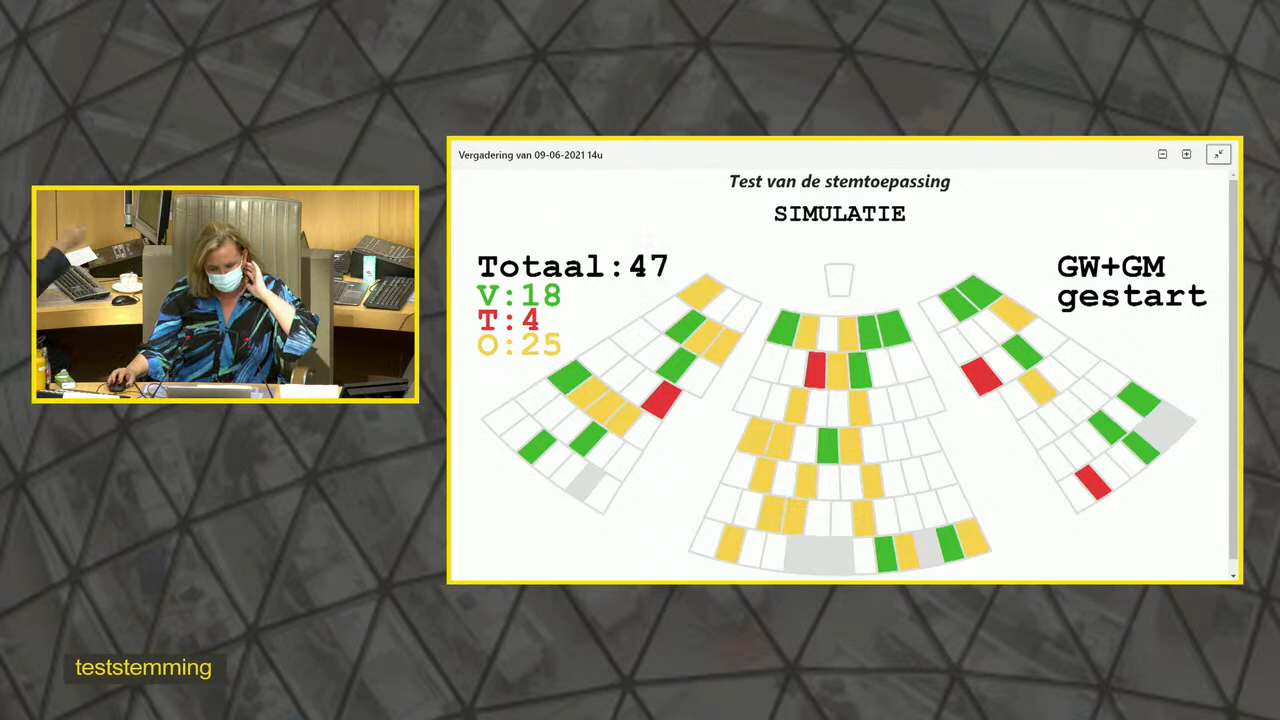 Vergadering van 09-06-2021 14u
Test van de stemtoepassing
SIMULATIE
Totaal:47
V:18
T:4
O:25
GW+GM
gestart
teststemming